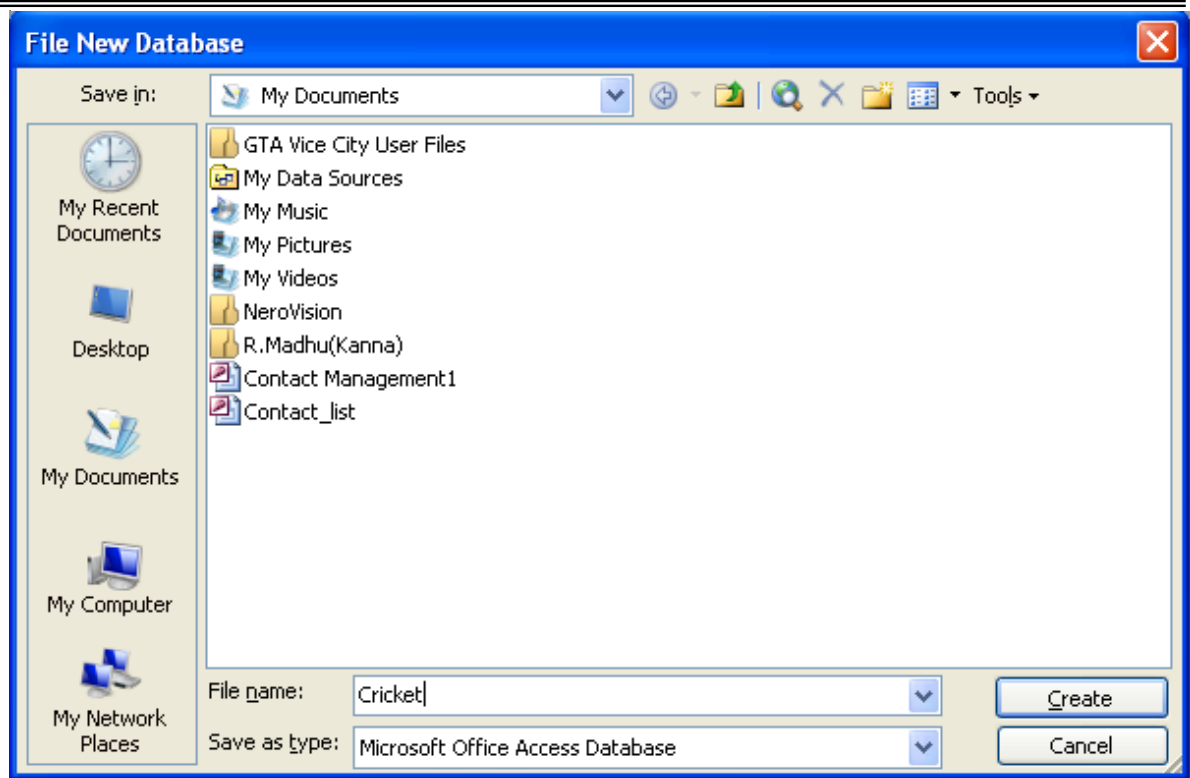 File New Database
Save in:
My Documents
Tools
My Recent
Documents
Desktop
My Documents
My Computer
My Network
Places
GTA Vice City User Files
My Data Sources
My Music
My Pictures
My Videos
NeroVision
R.Madhu(Kanna)
Contact Management1
Contact_list
File name:
Cricket
Create
Save as type:
Microsoft Office Access Database
Cancel